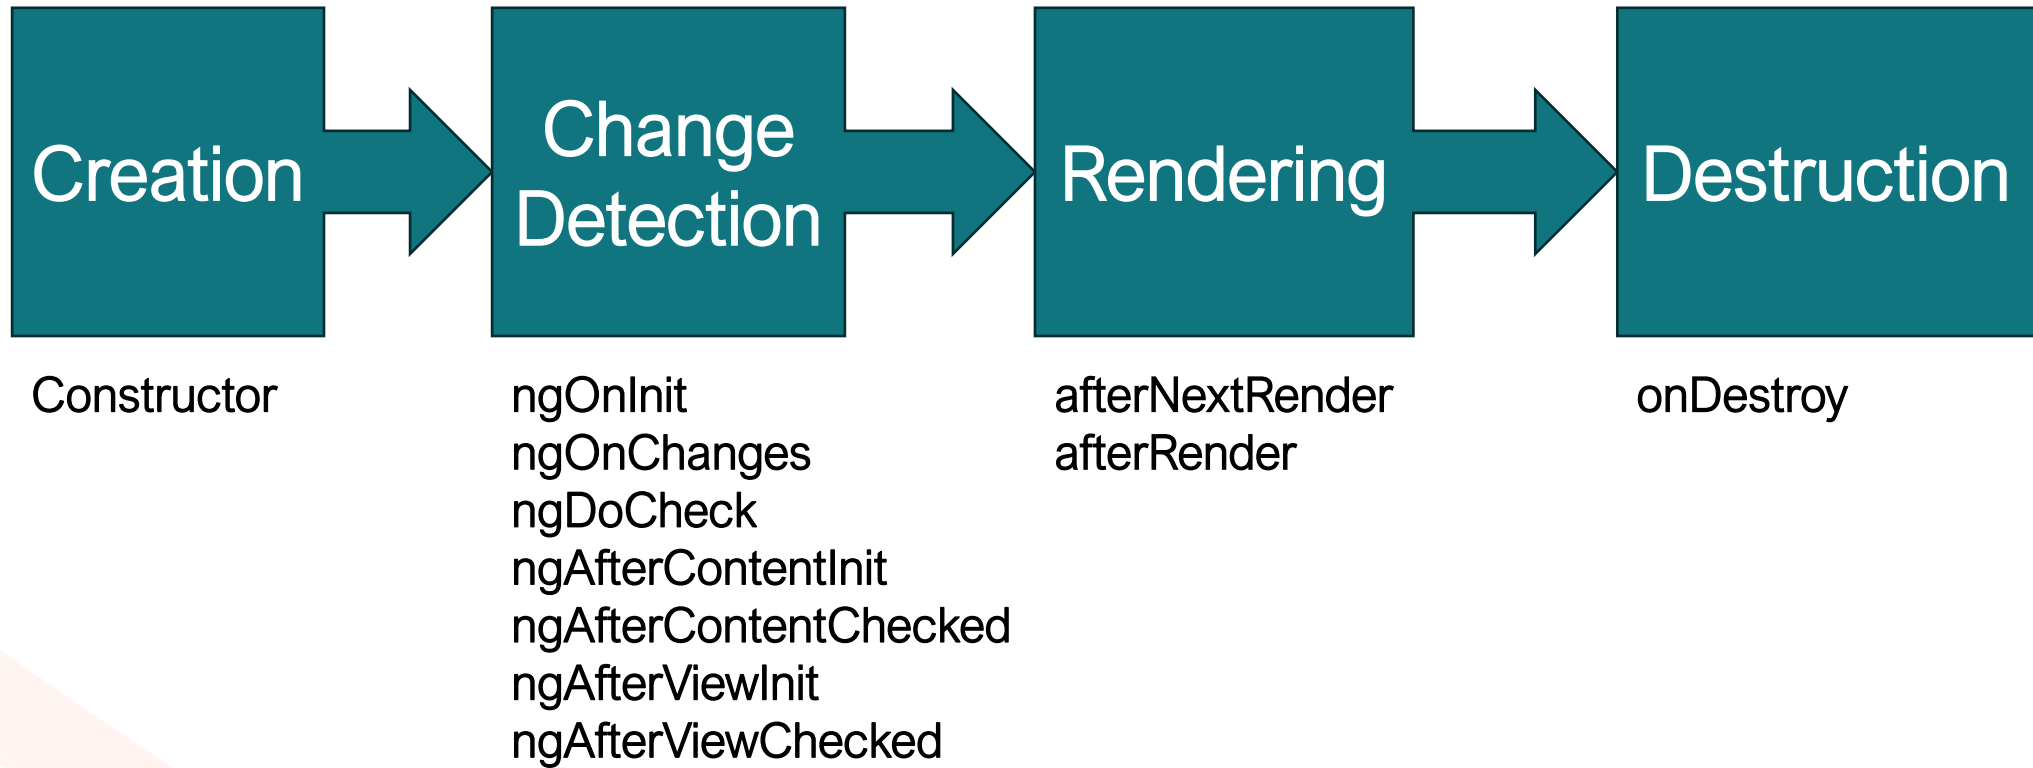 Creation
Change
Detection
Rendering
Destruction
Constructor
ngOnInit
ngOnChanges
ngDoCheck
ngAfterContentInit
ngAfterContentChecked
ngAfterViewInit
ngAfterViewChecked
afterNextRender
afterRender
onDestroy